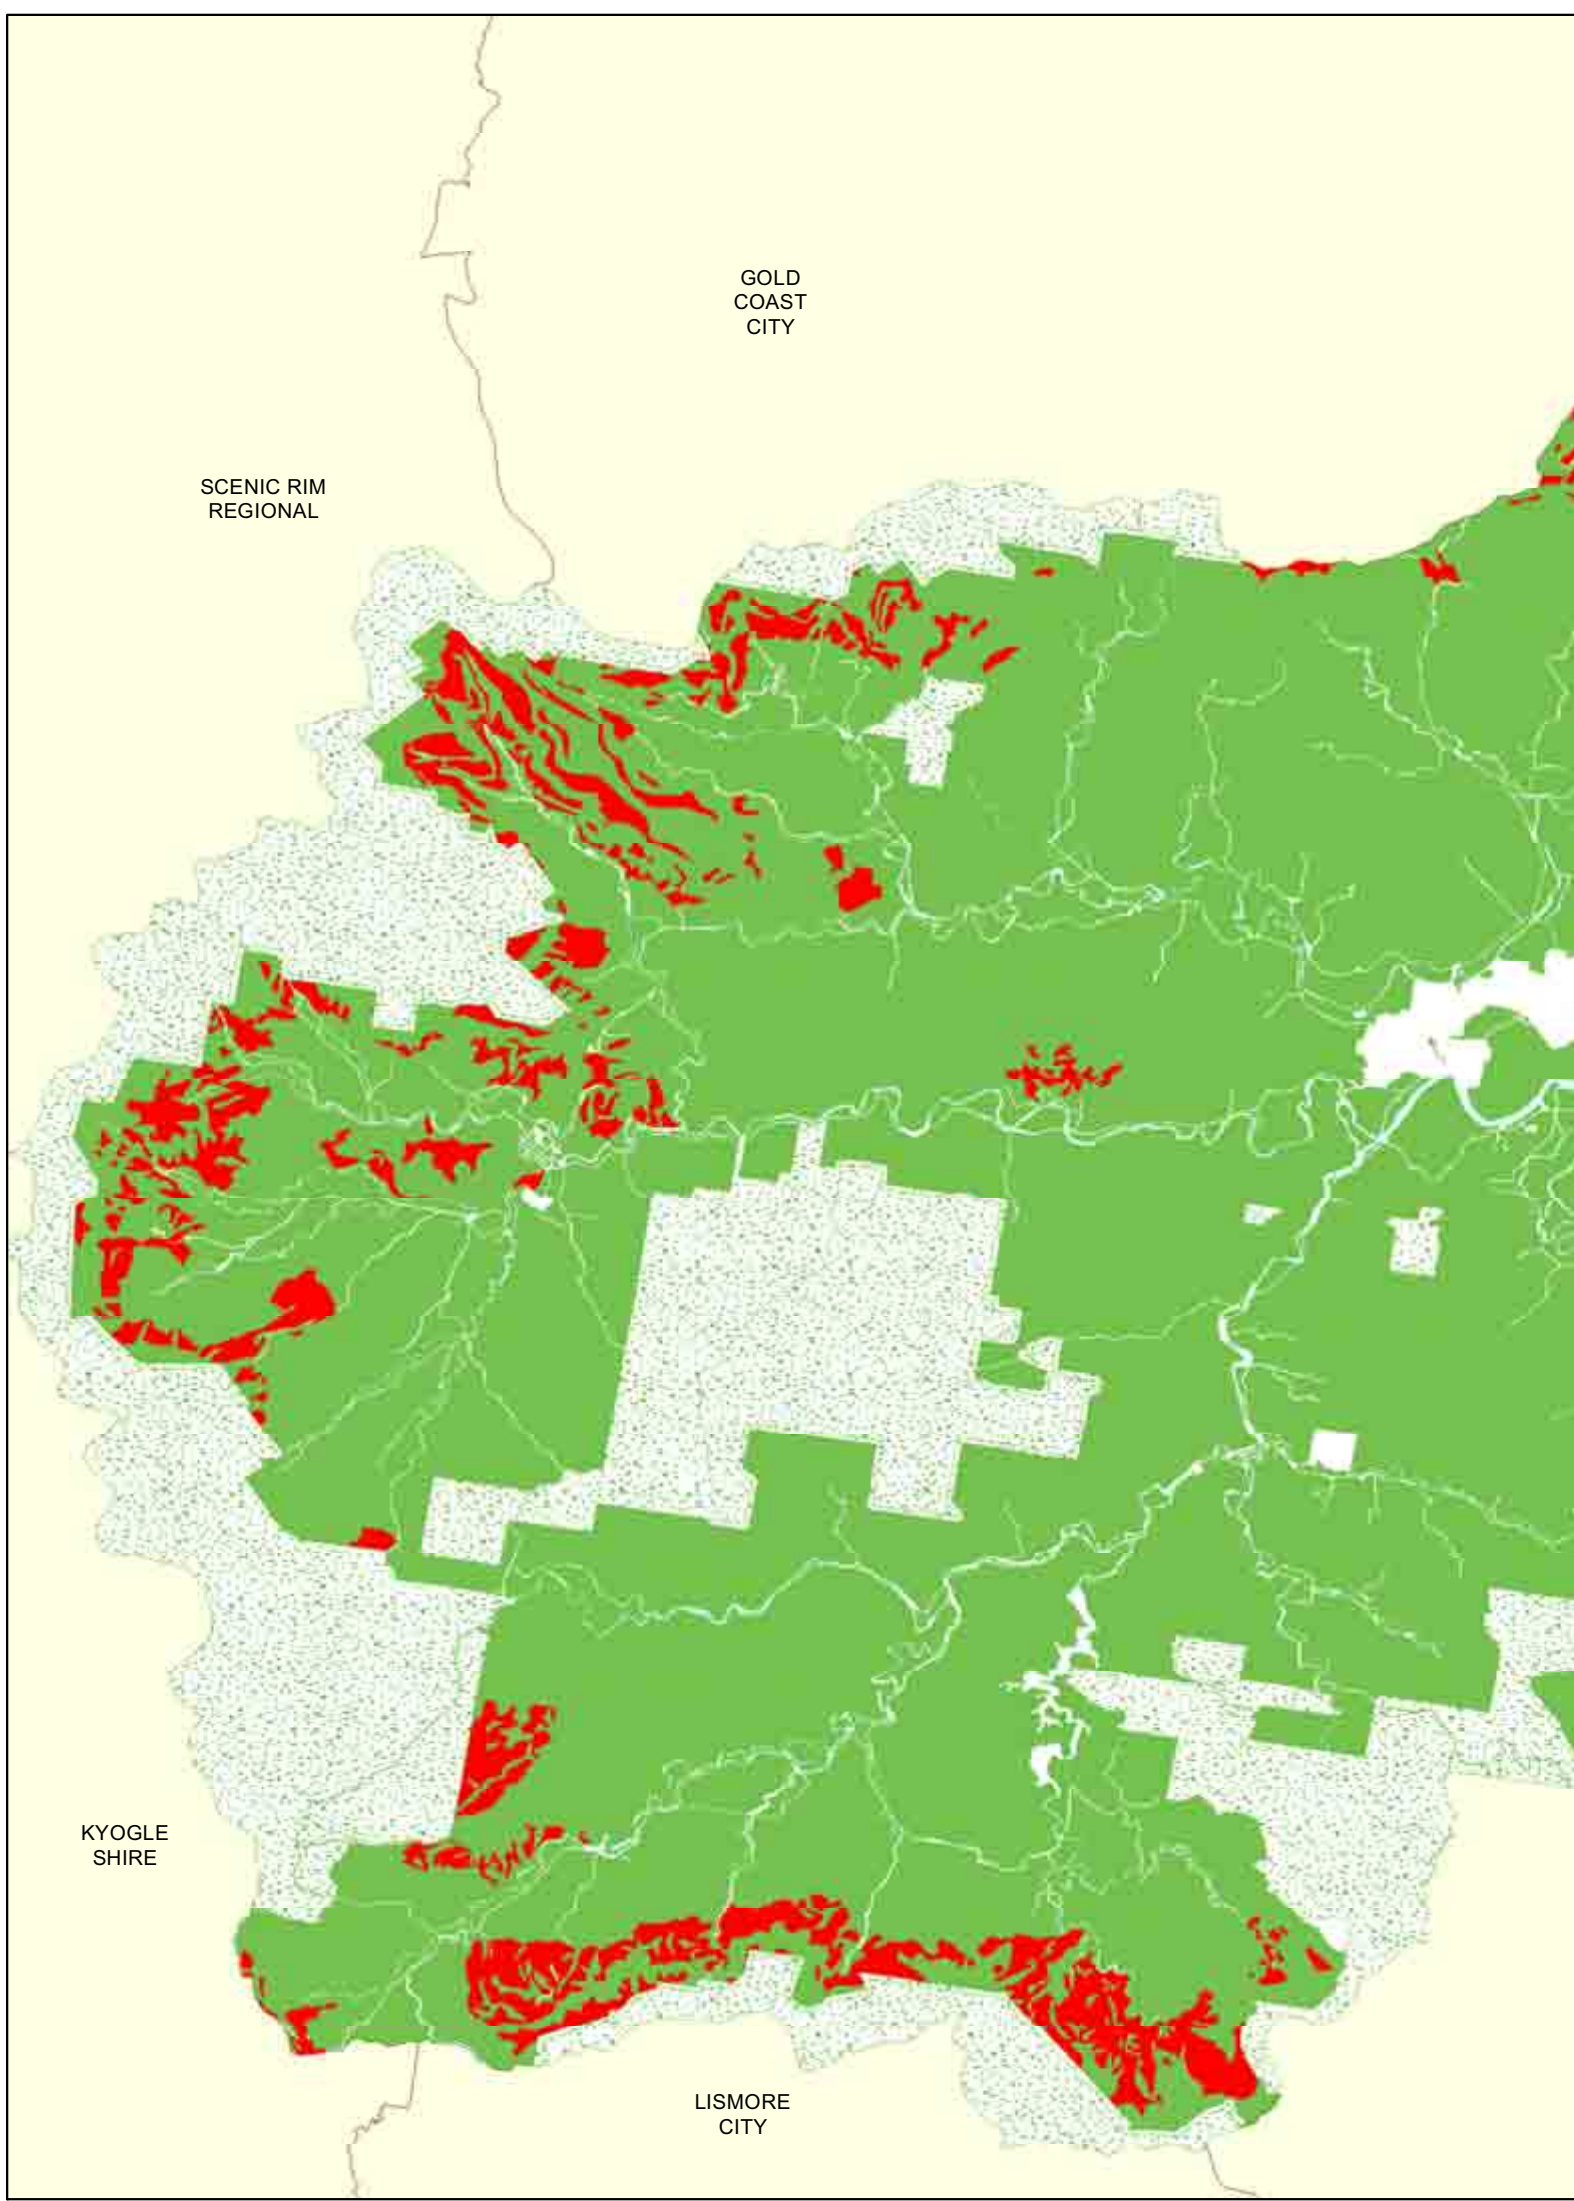 GOLD
COAST
CITY
SCENIC RIM
REGIONAL
KYOGLE
SHIRE
LISMORE
CITY